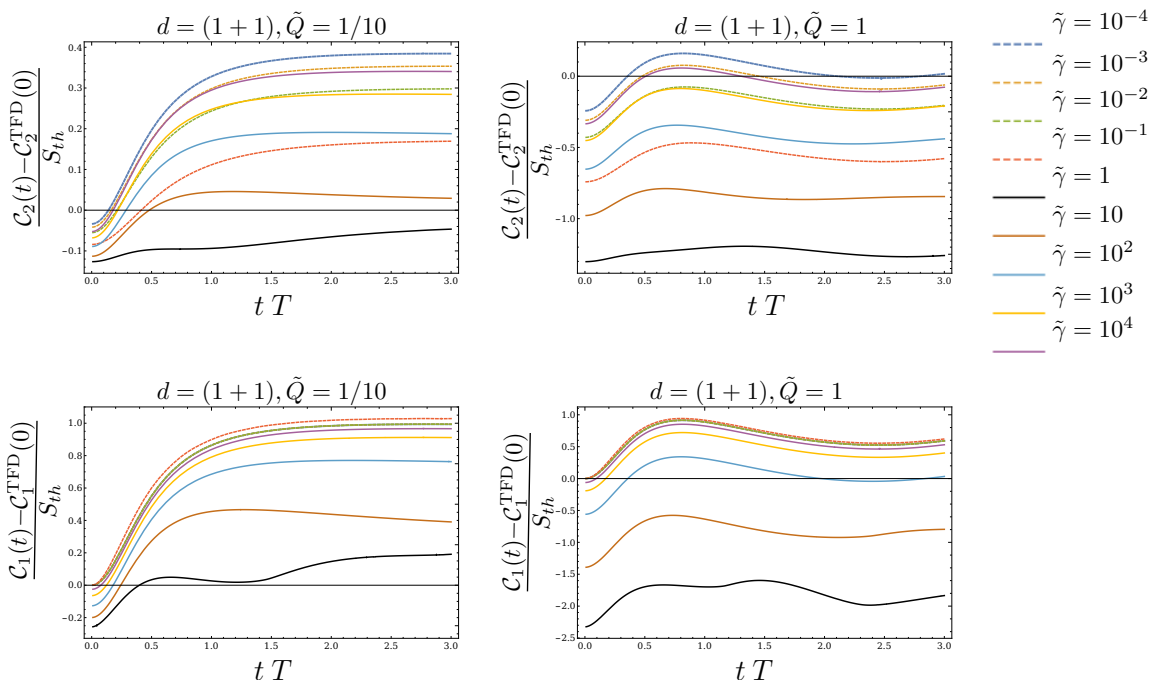 d = (1 + 1), Q̃ = 1/10
C₂(t)−C₂^TFD(0)
S_th
0.4
0.3
0.2
0.1
0.0
-0.1
0.0 0.5 1.0 1.5 2.0 2.5 3.0
t T
d = (1 + 1), Q̃ = 1
C₂(t)−C₂^TFD(0)
S_th
0.0
-0.5
-1.0
0.0 0.5 1.0 1.5 2.0 2.5 3.0
t T
γ̃ = 10⁻⁴
γ̃ = 10⁻³
γ̃ = 10⁻²
γ̃ = 10⁻¹
γ̃ = 1
γ̃ = 10
γ̃ = 10²
γ̃ = 10³
γ̃ = 10⁴
d = (1 + 1), Q̃ = 1/10
C₁(t)−C₁^TFD(0)
S_th
1.0
0.8
0.6
0.4
0.2
0.0
-0.2
0.0 0.5 1.0 1.5 2.0 2.5 3.0
t T
d = (1 + 1), Q̃ = 1
C₁(t)−C₁^TFD(0)
S_th
1.0
0.5
0.0
-0.5
-1.0
-1.5
-2.0
-2.5
0.0 0.5 1.0 1.5 2.0 2.5 3.0
t T